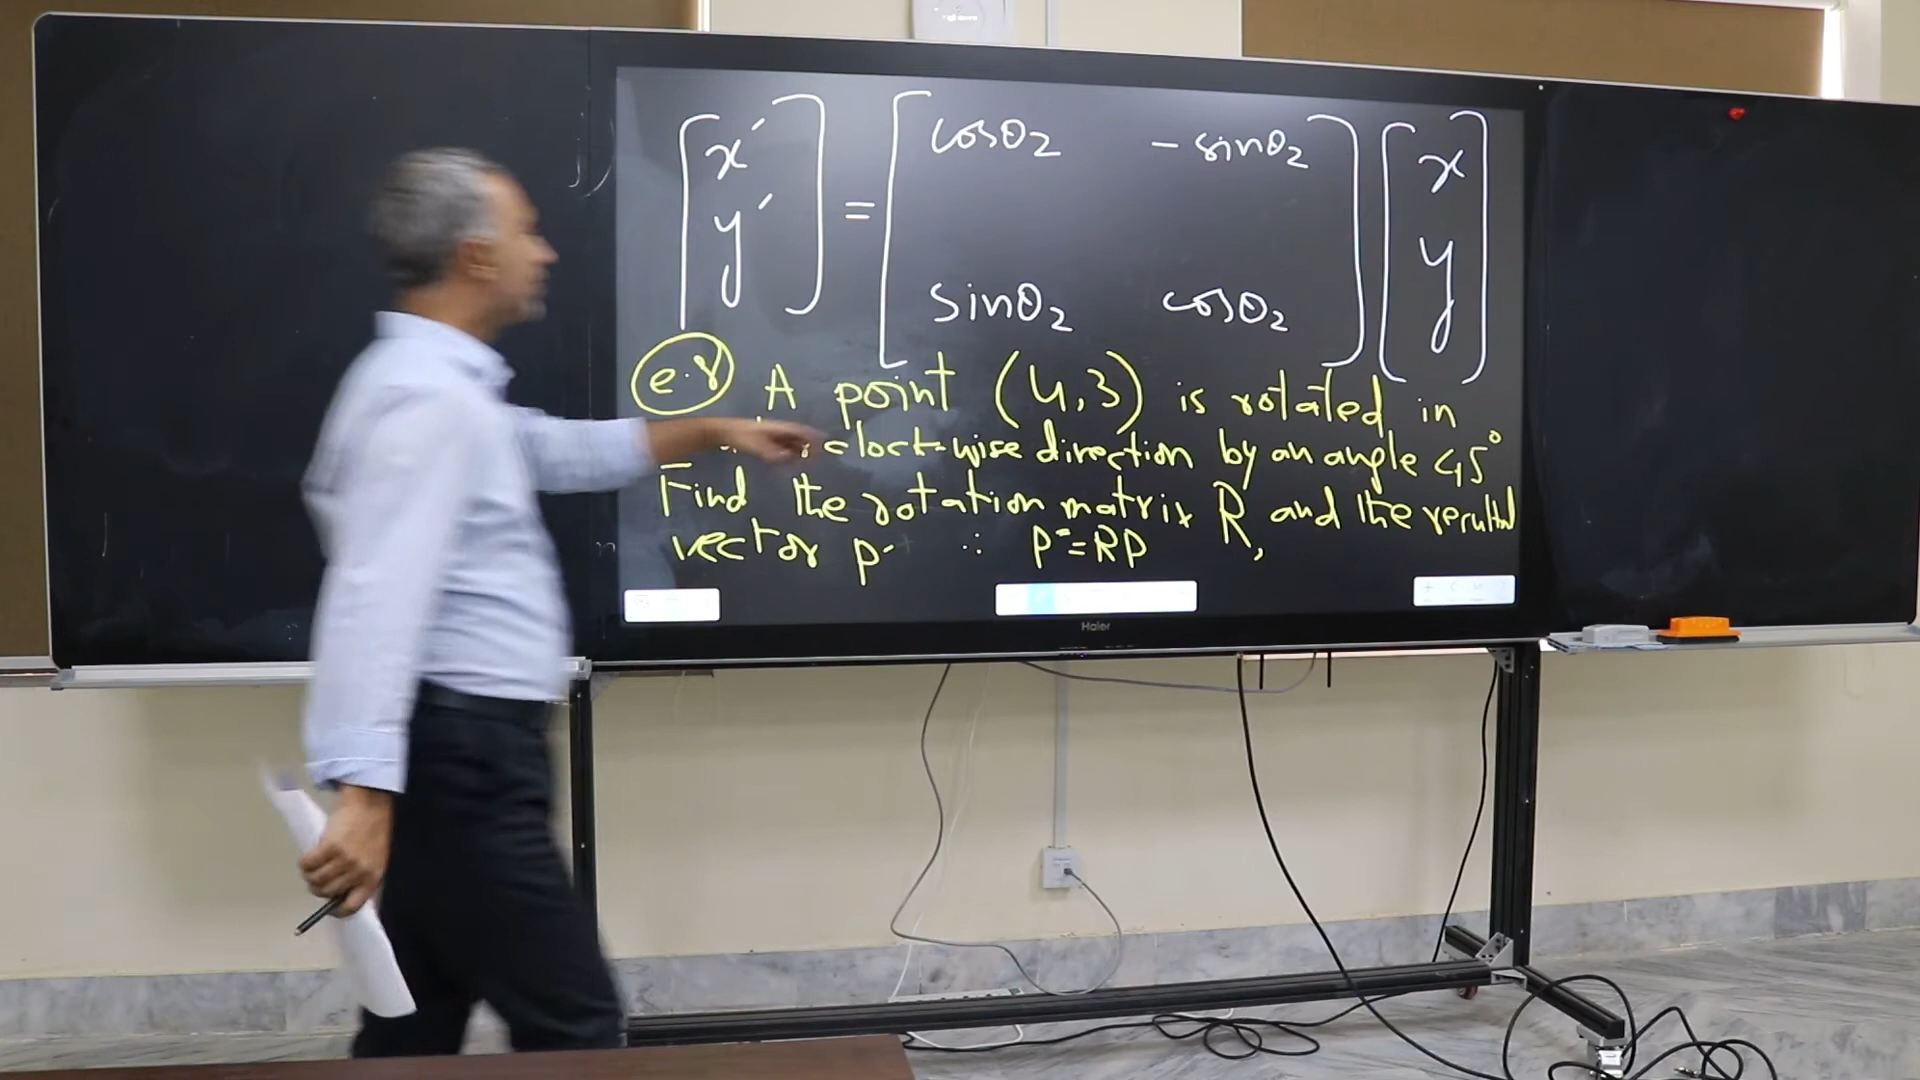 [x′ y′] = [cosθ2 -sinθ2
sinθ2 cosθ2] [x y]
e.g A point (4,3) is rotated in
clock-wise direction by an angle 45°
Find the rotation matrix R, and the
vector p′ ∴ p′=Rp
Haier